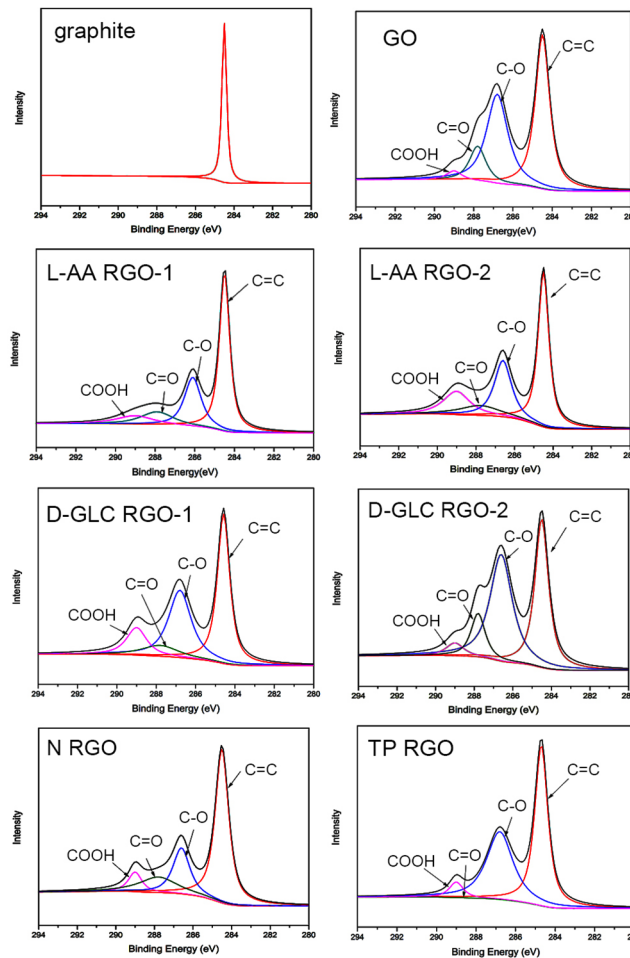 graphite
Intensity
294 292 290 288 286 284 282 280
Binding Energy (eV)
GO
C=C
C-O
C=O
COOH
Intensity
294 292 290 288 286 284 282 280
Binding Energy(eV)
L-AA RGO-1
C=C
C-O
C=O
COOH
Intensity
294 292 290 288 286 284 282 280
Binding Energy(eV)
L-AA RGO-2
C=C
C-O
C=O
COOH
Intensity
294 292 290 288 286 284 282 280
Binding Energy (eV)
D-GLC RGO-1
C=C
C-O
C=O
COOH
Intensity
294 292 290 288 286 284 282 280
Binding Energy (eV)
D-GLC RGO-2
C=C
C-O
C=O
COOH
Intensity
294 292 290 288 286 284 282 280
Binding Energy (eV)
N RGO
C=C
C-O
C=O
COOH
Intensity
294 292 290 288 286 284 282 280
Binding Energy (eV)
TP RGO
C=C
C-O
C=O
COOH
Intensity
294 292 290 288 286 284 282 280
Binding Energy (eV)